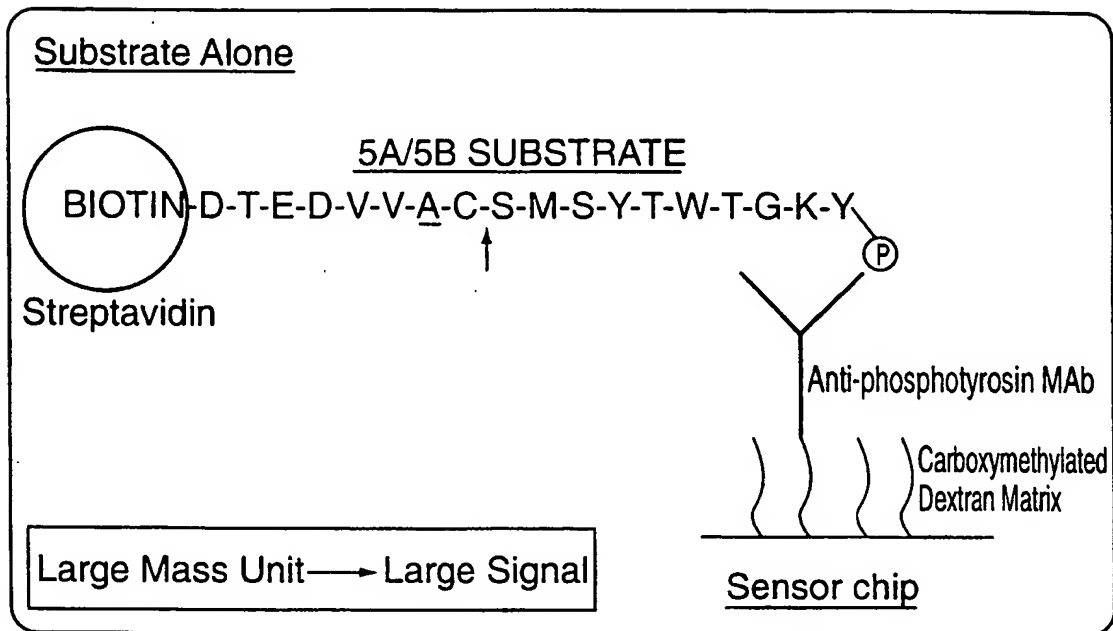 Substrate Alone
5A/5B SUBSTRATE
BIOTIN-D-T-E-D-V-V-A-C-S-M-S-Y-T-W-T-G-K-Y
P
Streptavidin
Anti-phosphotyrosin MAb
Carboxymethylated
Dextran Matrix
Large Mass Unit → Large Signal
Sensor chip